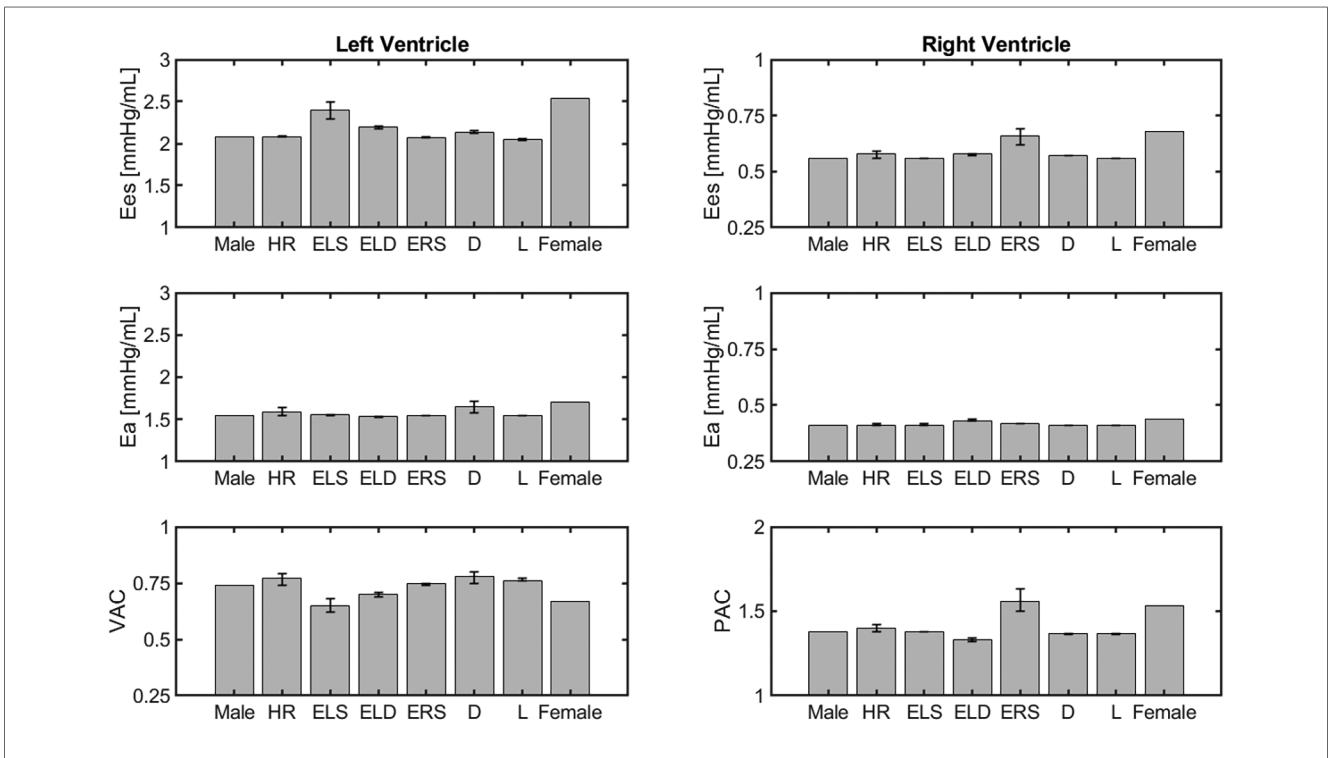 Left Ventricle
3
2.5
2
1.5
1
Ees [mmHg/mL]
Male HR ELS ELD ERS D L Female
Right Ventricle
1
0.75
0.5
0.25
Ees [mmHg/mL]
Male HR ELS ELD ERS D L Female
3
2.5
2
1.5
1
Ea [mmHg/mL]
Male HR ELS ELD ERS D L Female
1
0.75
0.5
0.25
Ea [mmHg/mL]
Male HR ELS ELD ERS D L Female
1
0.75
0.5
0.25
VAC
Male HR ELS ELD ERS D L Female
2
1.5
1
PAC
Male HR ELS ELD ERS D L Female